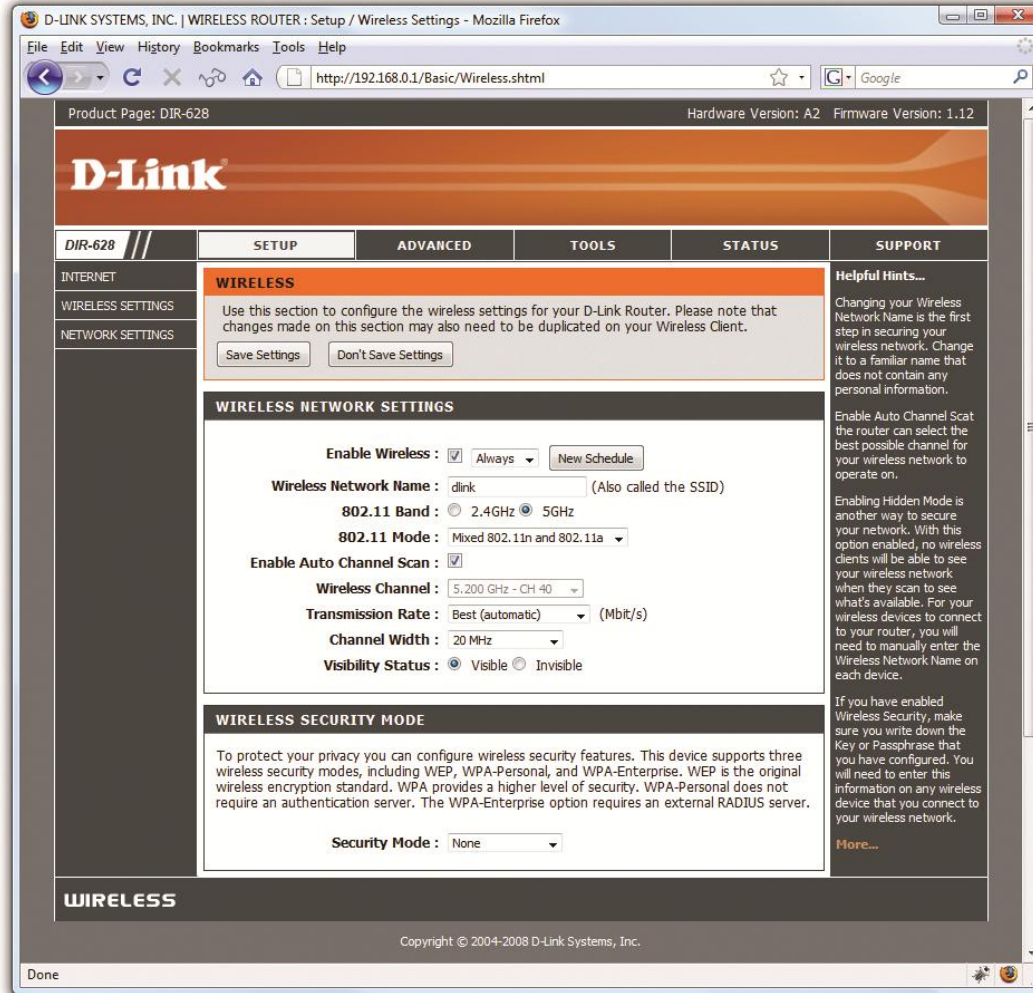 D-LINK SYSTEMS, INC. | WIRELESS ROUTER : Setup / Wireless Settings - Mozilla Firefox
File Edit View History Bookmarks Tools Help
http://192.168.0.1/Basic/Wireless.shtml
G Google
Product Page: DIR-628
Hardware Version: A2 Firmware Version: 1.12
D-Link
DIR-628
SETUP
ADVANCED
TOOLS
STATUS
SUPPORT
INTERNET
WIRELESS SETTINGS
NETWORK SETTINGS
WIRELESS
Use this section to configure the wireless settings for your D-Link Router. Please note that
changes made on this section may also need to be duplicated on your Wireless Client.
Save Settings
Don't Save Settings
WIRELESS NETWORK SETTINGS
Enable Wireless : Always New Schedule
Wireless Network Name : dlink (Also called the SSID)
802.11 Band : 2.4GHz 5GHz
802.11 Mode : Mixed 802.11n and 802.11a
Enable Auto Channel Scan :
Wireless Channel : 5.200 GHz - CH 40
Transmission Rate : Best (automatic) (Mbit/s)
Channel Width : 20 MHz
Visibility Status : Visible Invisible
WIRELESS SECURITY MODE
To protect your privacy you can configure wireless security features. This device supports three
wireless security modes, including WEP, WPA-Personal, and WPA-Enterprise. WEP is the original
wireless encryption standard. WPA provides a higher level of security. WPA-Personal does not
require an authentication server. The WPA-Enterprise option requires an external RADIUS server.
Security Mode : None
Helpful Hints...
Changing your Wireless
Network Name is the first
step in securing your
wireless network. Change
it to a familiar name that
does not contain any
personal information.
Enable Auto Channel Scat
the router can select the
best possible channel for
your wireless network to
operate on.
Enabling Hidden Mode is
another way to secure
your network. With this
option enabled, no wireless
clients will be able to see
your wireless network
when they scan to see
what's available. For your
wireless devices to connect
to your router, you will
need to manually enter the
Wireless Network Name on
each device.
If you have enabled
Wireless Security, make
sure you write down the
Key or Passphrase that
you have configured. You
will need to enter this
information on any wireless
device that you connect to
your wireless network.
More...
WIRELESS
Copyright © 2004-2008 D-Link Systems, Inc.
Done